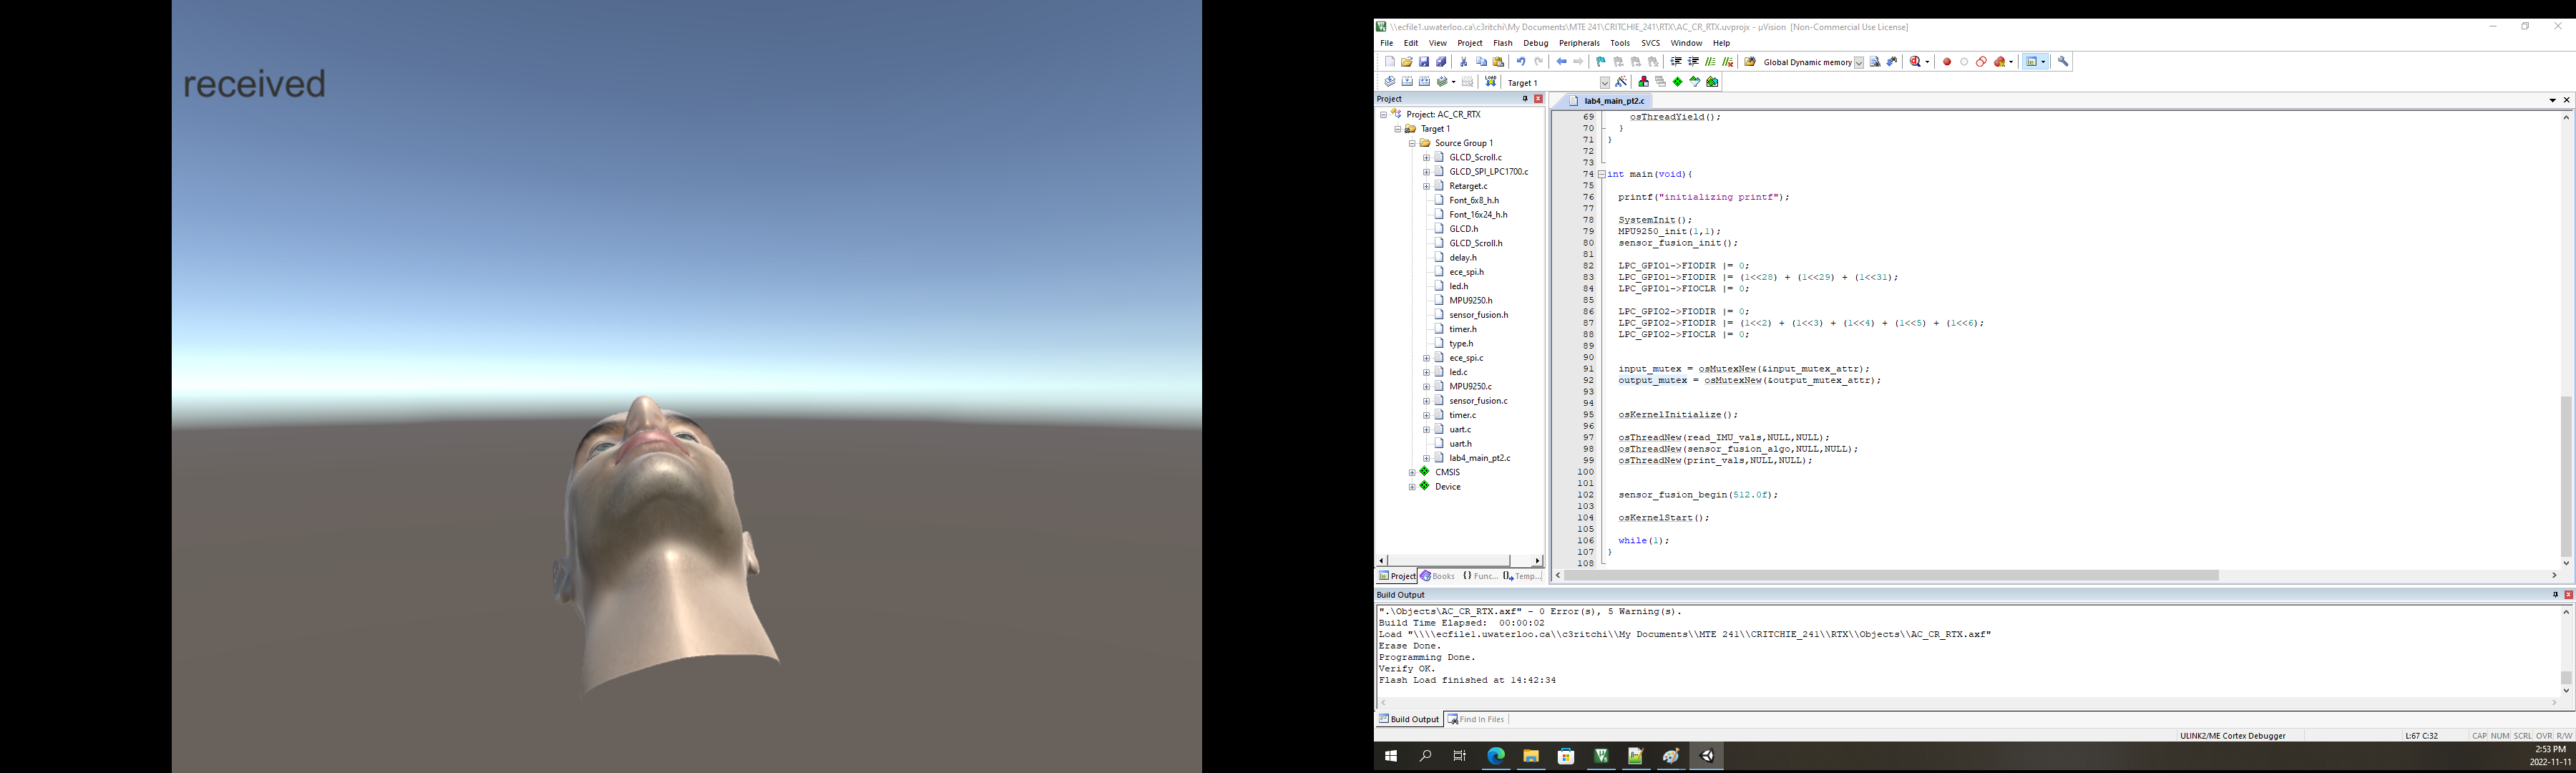 received
\\ecfile1.uwaterloo.ca\c3ritchi\My Documents\MTE 241\CRITCHIE_241\RTX\AC_CR_RTX.uvprojx - µVision  [Non-Commercial Use License]
File Edit View Project Flash Debug Peripherals Tools SVCS Window Help
Global Dynamic memory
Target 1
Project
Project: AC_CR_RTX
Target 1
Source Group 1
GLCD_Scroll.c
GLCD_SPI_LPC1700.c
Retarget.c
Font_6x8_h.h
Font_16x24_h.h
GLCD.h
GLCD_Scroll.h
delay.h
ece_spi.h
led.h
MPU9250.h
sensor_fusion.h
timer.h
type.h
ece_spi.c
led.c
MPU9250.c
sensor_fusion.c
timer.c
uart.c
uart.h
lab4_main_pt2.c
CMSIS
Device
Project Books {} Func... Temp...
lab4_main_pt2.c
69 osThreadYield();
70 }
71 }
72
73
74 int main(void){
75
76 printf("initializing printf");
77
78 SystemInit();
79 MPU9250_init(1,1);
80 sensor_fusion_init();
81
82 LPC_GPIO1->FIODIR |= 0;
83 LPC_GPIO1->FIODIR |= (1<<28) + (1<<29) + (1<<31);
84 LPC_GPIO1->FIOCLR |= 0;
85
86 LPC_GPIO2->FIODIR |= 0;
87 LPC_GPIO2->FIODIR |= (1<<2) + (1<<3) + (1<<4) + (1<<5) + (1<<6);
88 LPC_GPIO2->FIOCLR |= 0;
89
90
91 input_mutex = osMutexNew(&input_mutex_attr);
92 output_mutex = osMutexNew(&output_mutex_attr);
93
94
95 osKernelInitialize();
96
97 osThreadNew(read_IMU_vals,NULL,NULL);
98 osThreadNew(sensor_fusion_algo,NULL,NULL);
99 osThreadNew(print_vals,NULL,NULL);
100
101
102 sensor_fusion_begin(512.0f);
103
104 osKernelStart();
105
106 while(1);
107 }
108
Build Output
".\Objects\AC_CR_RTX.axf" - 0 Error(s), 5 Warning(s).
Build Time Elapsed:  00:00:02
Load "\\\\ecfile1.uwaterloo.ca\\c3ritchi\\My Documents\\MTE 241\\CRITCHIE_241\\RTX\\Objects\\AC_CR_RTX.axf"
Erase Done.
Programming Done.
Verify OK.
Flash Load finished at 14:42:34
Build Output Find In Files
ULINK2/ME Cortex Debugger L:67 C:32 CAP NUM SCRL OVR R/W
2:53 PM
2022-11-11